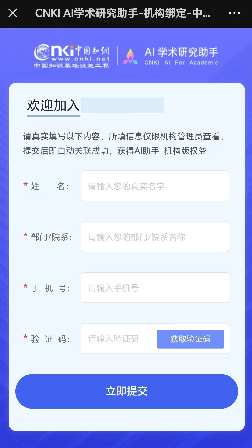 CNKI AI学术研究助手-机构绑定-中...
cnki 中国知网
www.cnki.net
中国知识基础设施工程
AI 学术研究助手
CNKI AI For Academic
欢迎加入
请真实填写以下内容，所填信息仅限机构管理员查看，
提交后即自动关联成功，获得AI助手-机构版权益
* 姓 名： 请输入您的真实名字
* 部门/院系： 请输入您的部门/院系名称
* 手 机 号： 请输入手机号
* 验 证 码： 请输入验证码 获取验证码
立即提交